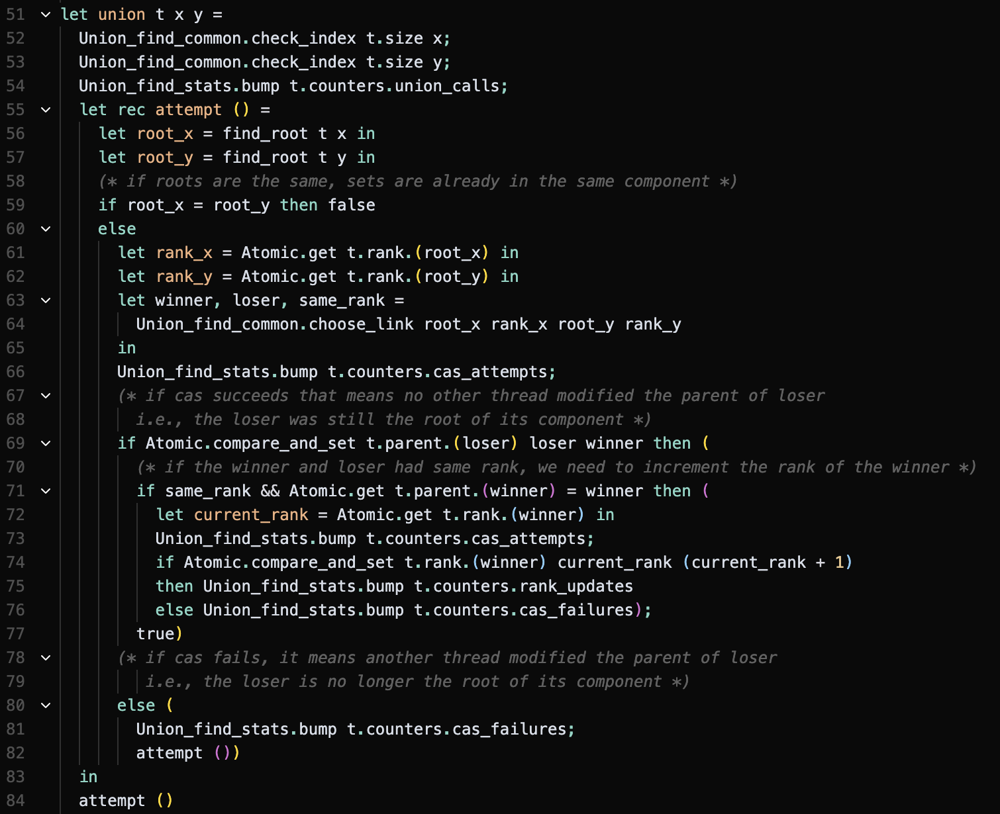 51 let union t x y =
52   Union_find_common.check_index t.size x;
53   Union_find_common.check_index t.size y;
54   Union_find_stats.bump t.counters.union_calls;
55   let rec attempt () =
56     let root_x = find_root t x in
57     let root_y = find_root t y in
58     (* if roots are the same, sets are already in the same component *)
59     if root_x = root_y then false
60     else
61       let rank_x = Atomic.get t.rank.(root_x) in
62       let rank_y = Atomic.get t.rank.(root_y) in
63       let winner, loser, same_rank =
64         Union_find_common.choose_link root_x rank_x root_y rank_y
65       in
66       Union_find_stats.bump t.counters.cas_attempts;
67       (* if cas succeeds that means no other thread modified the parent of loser
68         i.e., the loser was still the root of its component *)
69       if Atomic.compare_and_set t.parent.(loser) loser winner then (
70         (* if the winner and loser had same rank, we need to increment the rank of the winner *)
71         if same_rank && Atomic.get t.parent.(winner) = winner then (
72           let current_rank = Atomic.get t.rank.(winner) in
73           Union_find_stats.bump t.counters.cas_attempts;
74           if Atomic.compare_and_set t.rank.(winner) current_rank (current_rank + 1)
75           then Union_find_stats.bump t.counters.rank_updates
76           else Union_find_stats.bump t.counters.cas_failures);
77         true)
78       (* if cas fails, it means another thread modified the parent of loser
79          i.e., the loser is no longer the root of its component *)
80       else (
81         Union_find_stats.bump t.counters.cas_failures;
82         attempt ())
83   in
84   attempt ()